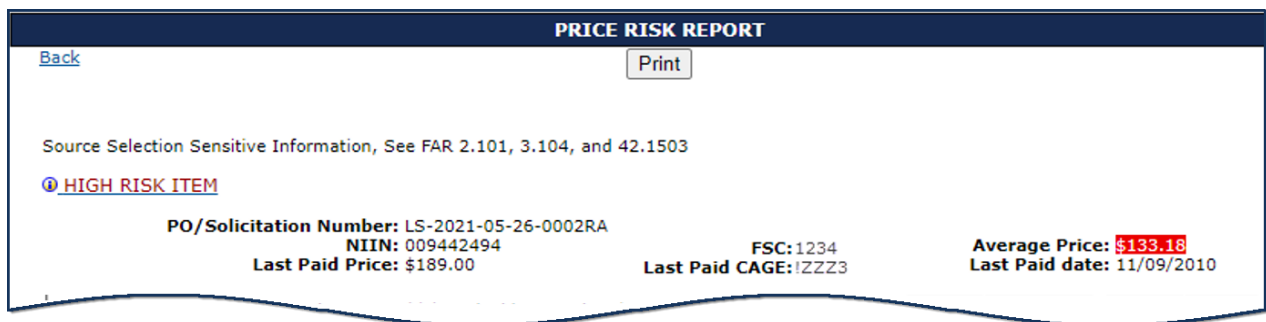 PRICE RISK REPORT
Back
Print
Source Selection Sensitive Information, See FAR 2.101, 3.104, and 42.1503
HIGH RISK ITEM
PO/Solicitation Number: LS-2021-05-26-0002RA
NIIN: 009442494 FSC: 1234 Average Price: $133.18
Last Paid Price: $189.00 Last Paid CAGE: !ZZZ3 Last Paid date: 11/09/2010